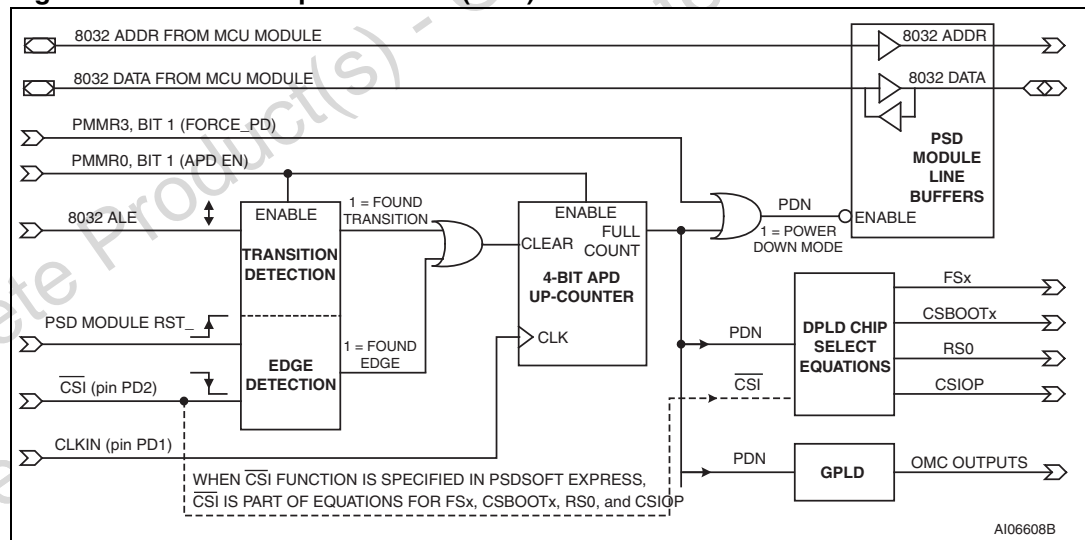 8032 ADDR FROM MCU MODULE
8032 ADDR
8032 DATA FROM MCU MODULE
8032 DATA
PMMR3, BIT 1 (FORCE_PD)
PSD
MODULE
LINE
BUFFERS
PMMR0, BIT 1 (APD EN)
8032 ALE
ENABLE
TRANSITION
DETECTION
1 = FOUND
TRANSITION
ENABLE
FULL
COUNT
CLEAR
4-BIT APD
UP-COUNTER
CLK
PDN
1 = POWER
DOWN MODE
ENABLE
PSD MODULE RST_
EDGE
DETECTION
1 = FOUND
EDGE
PDN
DPLD CHIP
SELECT
EQUATIONS
FSx
CSBOOTx
RS0
CSIOP
CSI (pin PD2)
CSI
CLKIN (pin PD1)
PDN
GPLD
OMC OUTPUTS
WHEN CSI FUNCTION IS SPECIFIED IN PSDSOFT EXPRESS,
CSI IS PART OF EQUATIONS FOR FSx, CSBOOTx, RS0, and CSIOP
AI06608B
Product(s) -